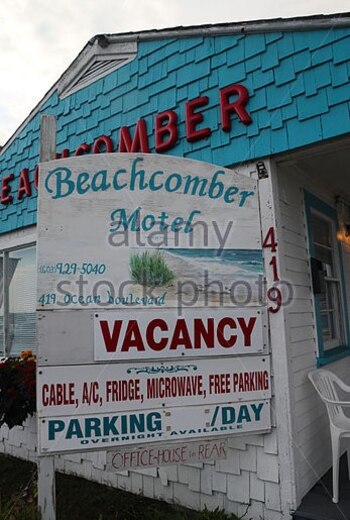 BEACHCOMBER
Beachcomber
Motel
929-5040
419 ocean boulevard
419
VACANCY
CABLE, A/C, FRIDGE, MICROWAVE, FREE PARKING
PARKING /DAY
OVERNIGHT AVAILABLE
OFFICE-HOUSE IN REAR
alamy
stock photo